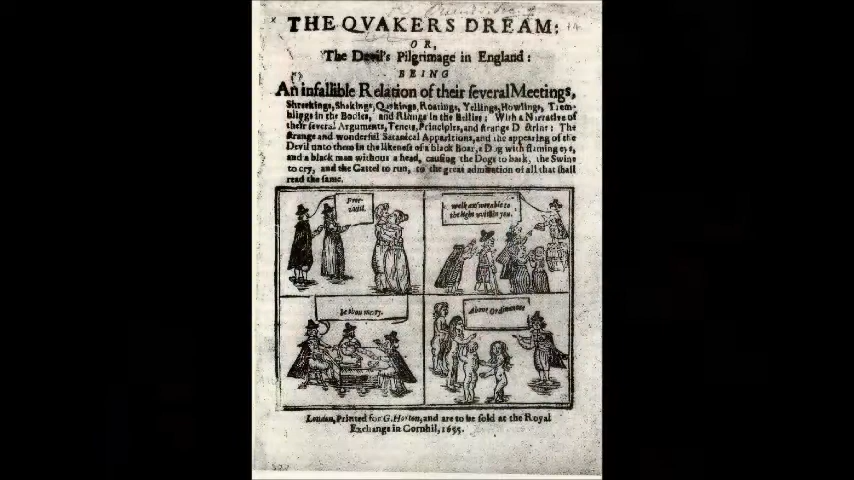 THE QVAKERS DREAM:
OR,
The Devil's Pilgrimage in England:
BEING
An infallible Relation of their ſeveral Meetings,
Shreekings, Shakings, Quakings, Roarings, Yellings, Howlings, Trem-
blings in the Bodies, and Riſings in the Bellies: With a Narrative of
their ſeveral Arguments, Tenets, Principles, and ſtrange Doctrine: The
ſtrange and wonderful Satanical Apparitions, and the appearing of the
Devil unto them in the likeneſs of a black Boar, a Dog with flaming eye,
and a black man without a head, cauſing the Dogs to bark, the Swine
to cry, and the Cattel to run, to the great admiration of all that ſhall
read the ſame.
Free-
will.
walk anſwerable to
the light within you.
be thou merry.
Above Ordinances
London, Printed for G. Horton, and are to be ſold at the Royal
Exchange in Cornhil, 1655.